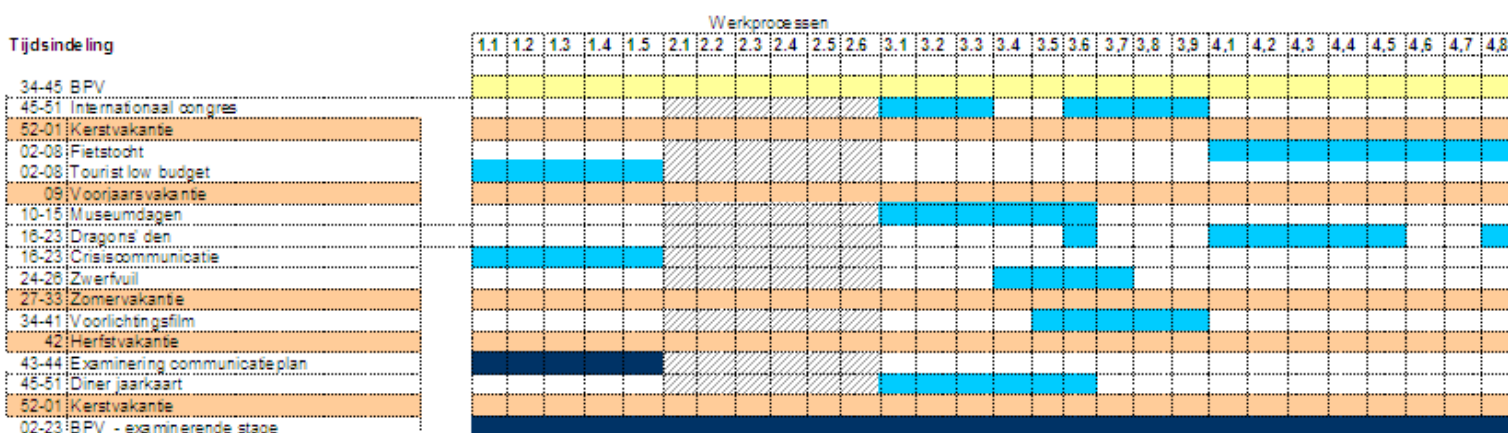 Werkprocessen
Tijdsindeling 1.1 1.2 1.3 1.4 1.5 2.1 2.2 2.3 2.4 2.5 2.6 3.1 3.2 3.3 3.4 3.5 3.6 3,7 3,8 3,9 4,1 4,2 4,3 4,4 4,5 4,6 4,7 4,8
34-45 BPV
45-51 Internationaal congres
52-01 Kerstvakantie
02-08 Fietstocht
02-08 Tourist low budget
09 Voorjaarsvakantie
10-15 Museumdagen
16-23 Dragons' den
16-23 Crisiscommunicatie
24-26 Zwerfvuil
27-33 Zomervakantie
34-41 Voorlichtingsfilm
42 Herfstvakantie
43-44 Examinering communicatieplan
45-51 Diner jaarkaart
52-01 Kerstvakantie
02-23 BPV - examinerende stage